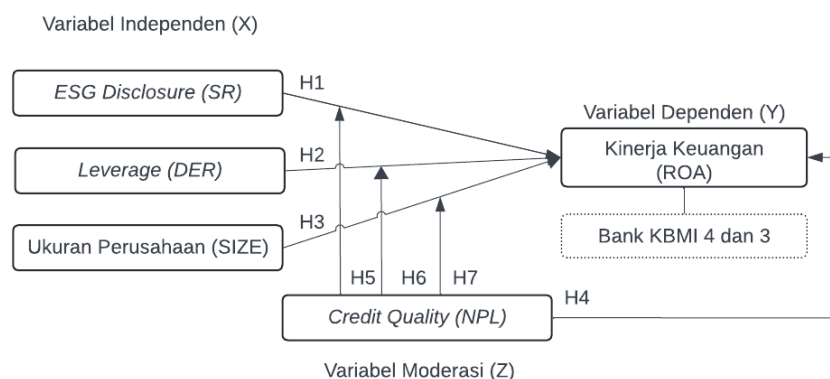 Variabel Independen (X)
ESG Disclosure (SR)
H1
Leverage (DER)
H2
Ukuran Perusahaan (SIZE)
H3
Variabel Dependen (Y)
Kinerja Keuangan
(ROA)
Bank KBMI 4 dan 3
H5
H6
H7
H4
Credit Quality (NPL)
Variabel Moderasi (Z)